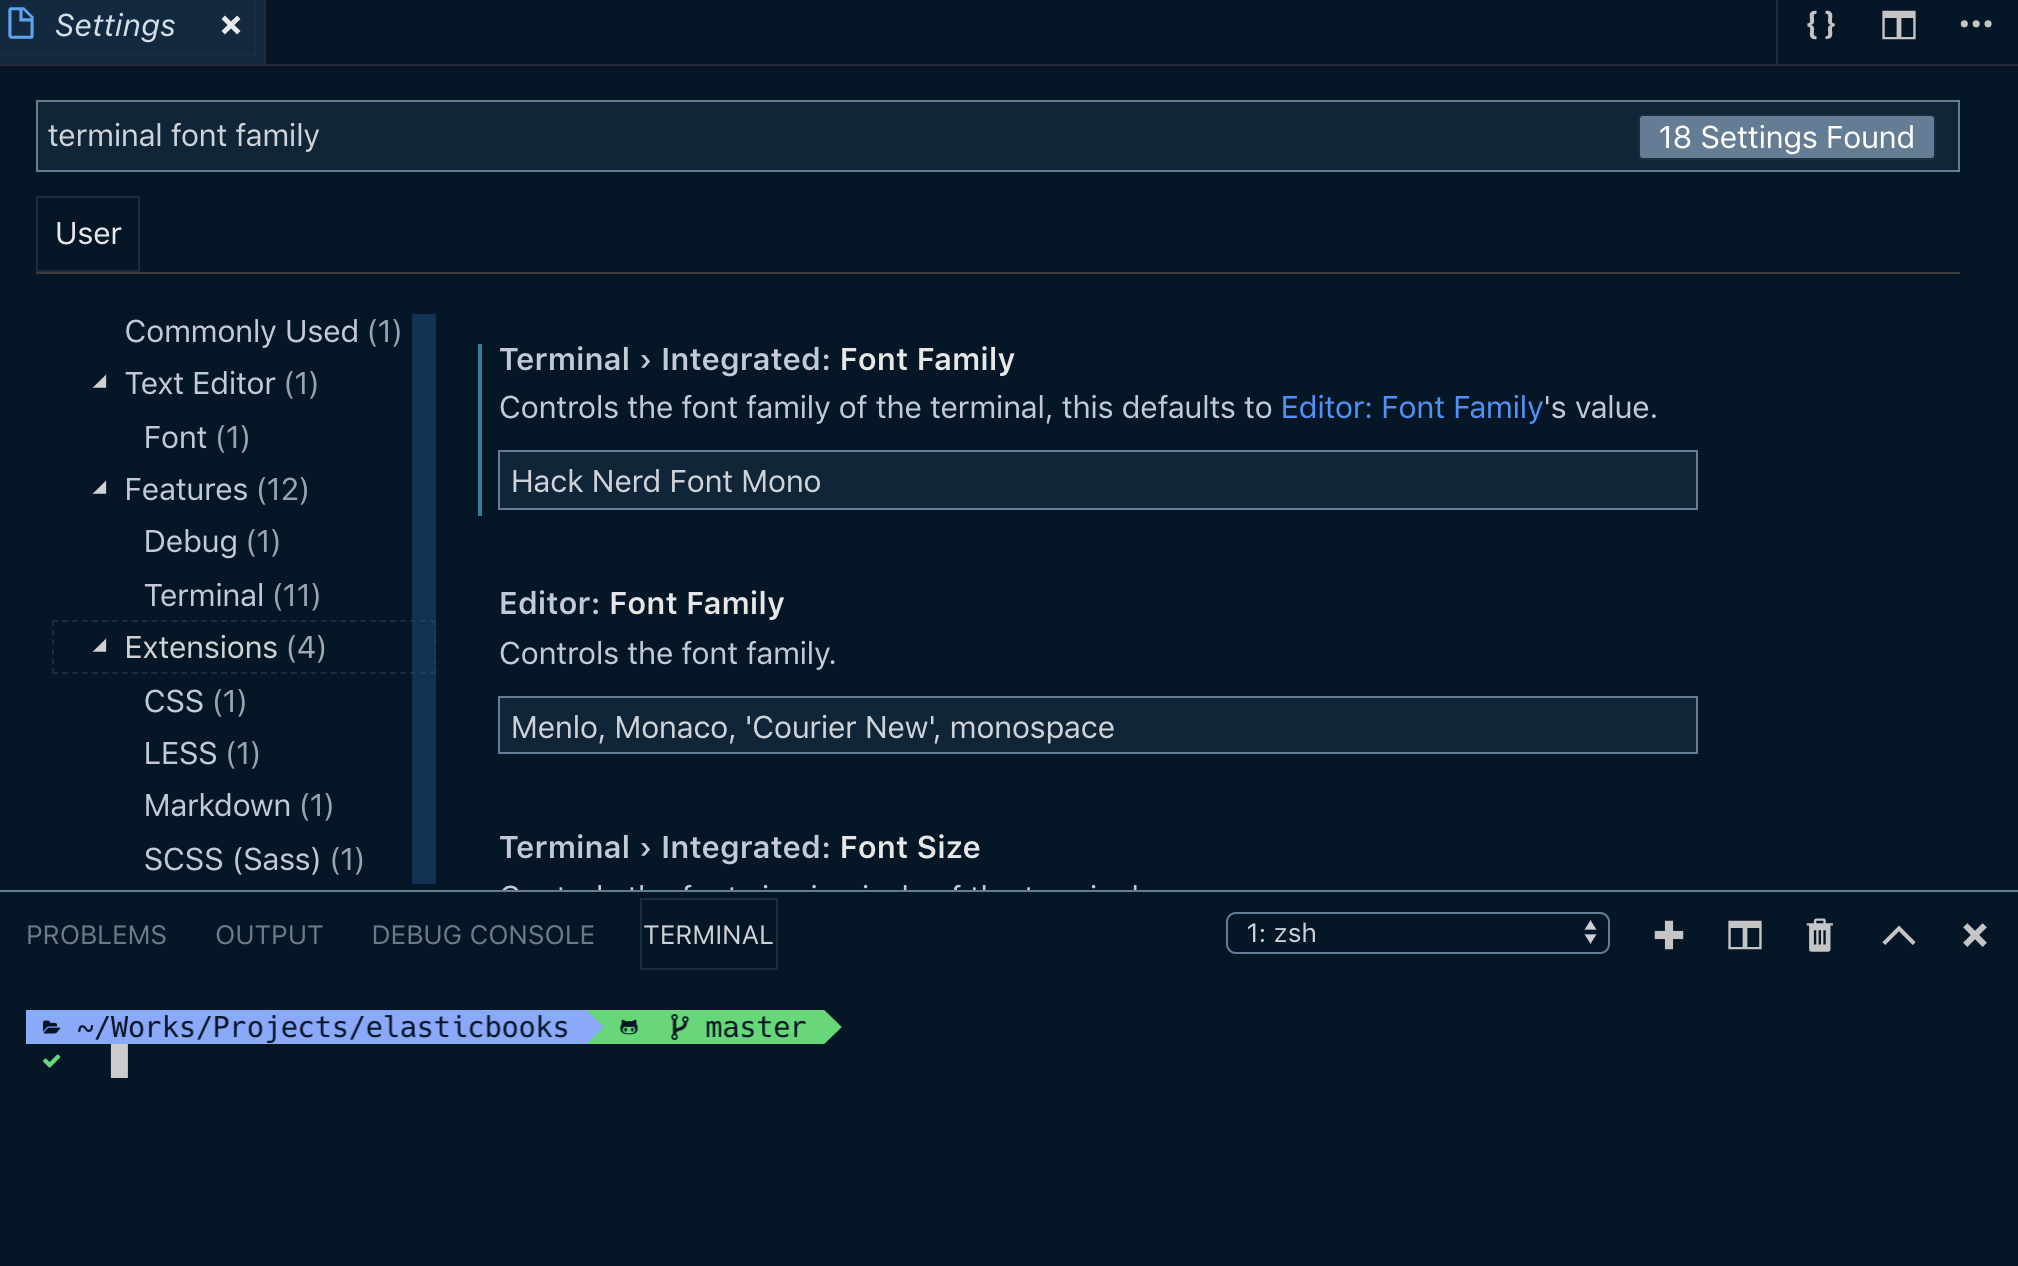 Settings
terminal font family
18 Settings Found
User
Commonly Used (1)
Text Editor (1)
Font (1)
Features (12)
Debug (1)
Terminal (11)
Extensions (4)
CSS (1)
LESS (1)
Markdown (1)
SCSS (Sass) (1)
Terminal › Integrated: Font Family
Controls the font family of the terminal, this defaults to Editor: Font Family's value.
Hack Nerd Font Mono
Editor: Font Family
Controls the font family.
Menlo, Monaco, 'Courier New', monospace
Terminal › Integrated: Font Size
PROBLEMS OUTPUT DEBUG CONSOLE TERMINAL
1: zsh
~/Works/Projects/elasticbooks master